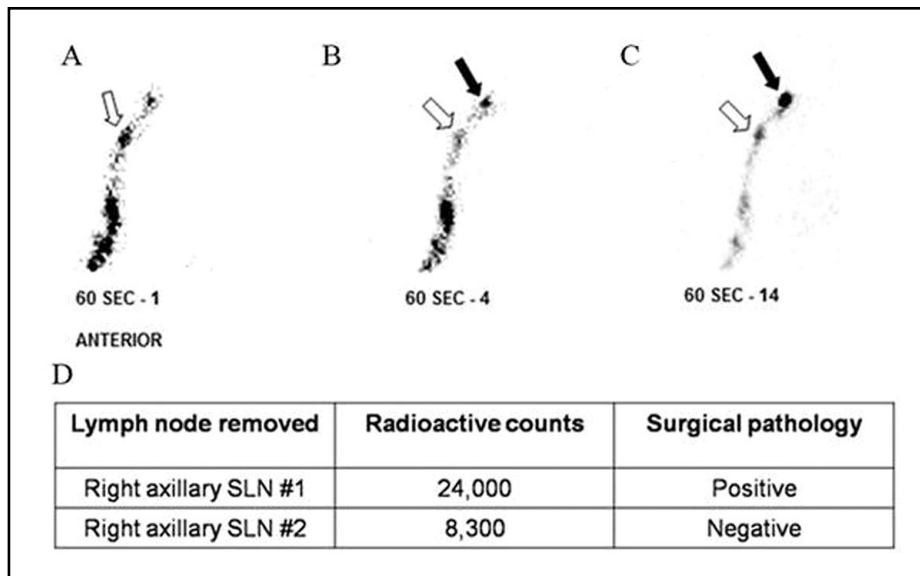 A
B
C
60 SEC - 1
60 SEC - 4
60 SEC - 14
ANTERIOR
D
Lymph node removed Radioactive counts Surgical pathology
Right axillary SLN #1 24,000 Positive
Right axillary SLN #2 8,300 Negative